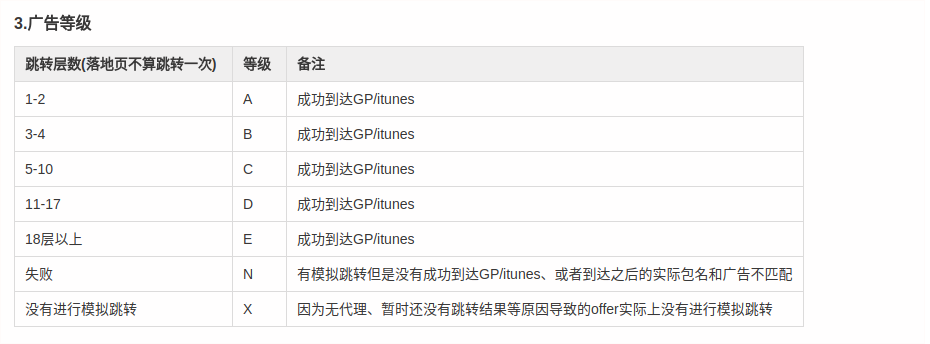 3.广告等级
跳转层数(落地页不算跳转一次) 等级 备注
1-2 A 成功到达GP/itunes
3-4 B 成功到达GP/itunes
5-10 C 成功到达GP/itunes
11-17 D 成功到达GP/itunes
18层以上 E 成功到达GP/itunes
失败 N 有模拟跳转但是没有成功到达GP/itunes、或者到达之后的实际包名和广告不匹配
没有进行模拟跳转 X 因为无代理、暂时还没有跳转结果等原因导致的offer实际上没有进行模拟跳转